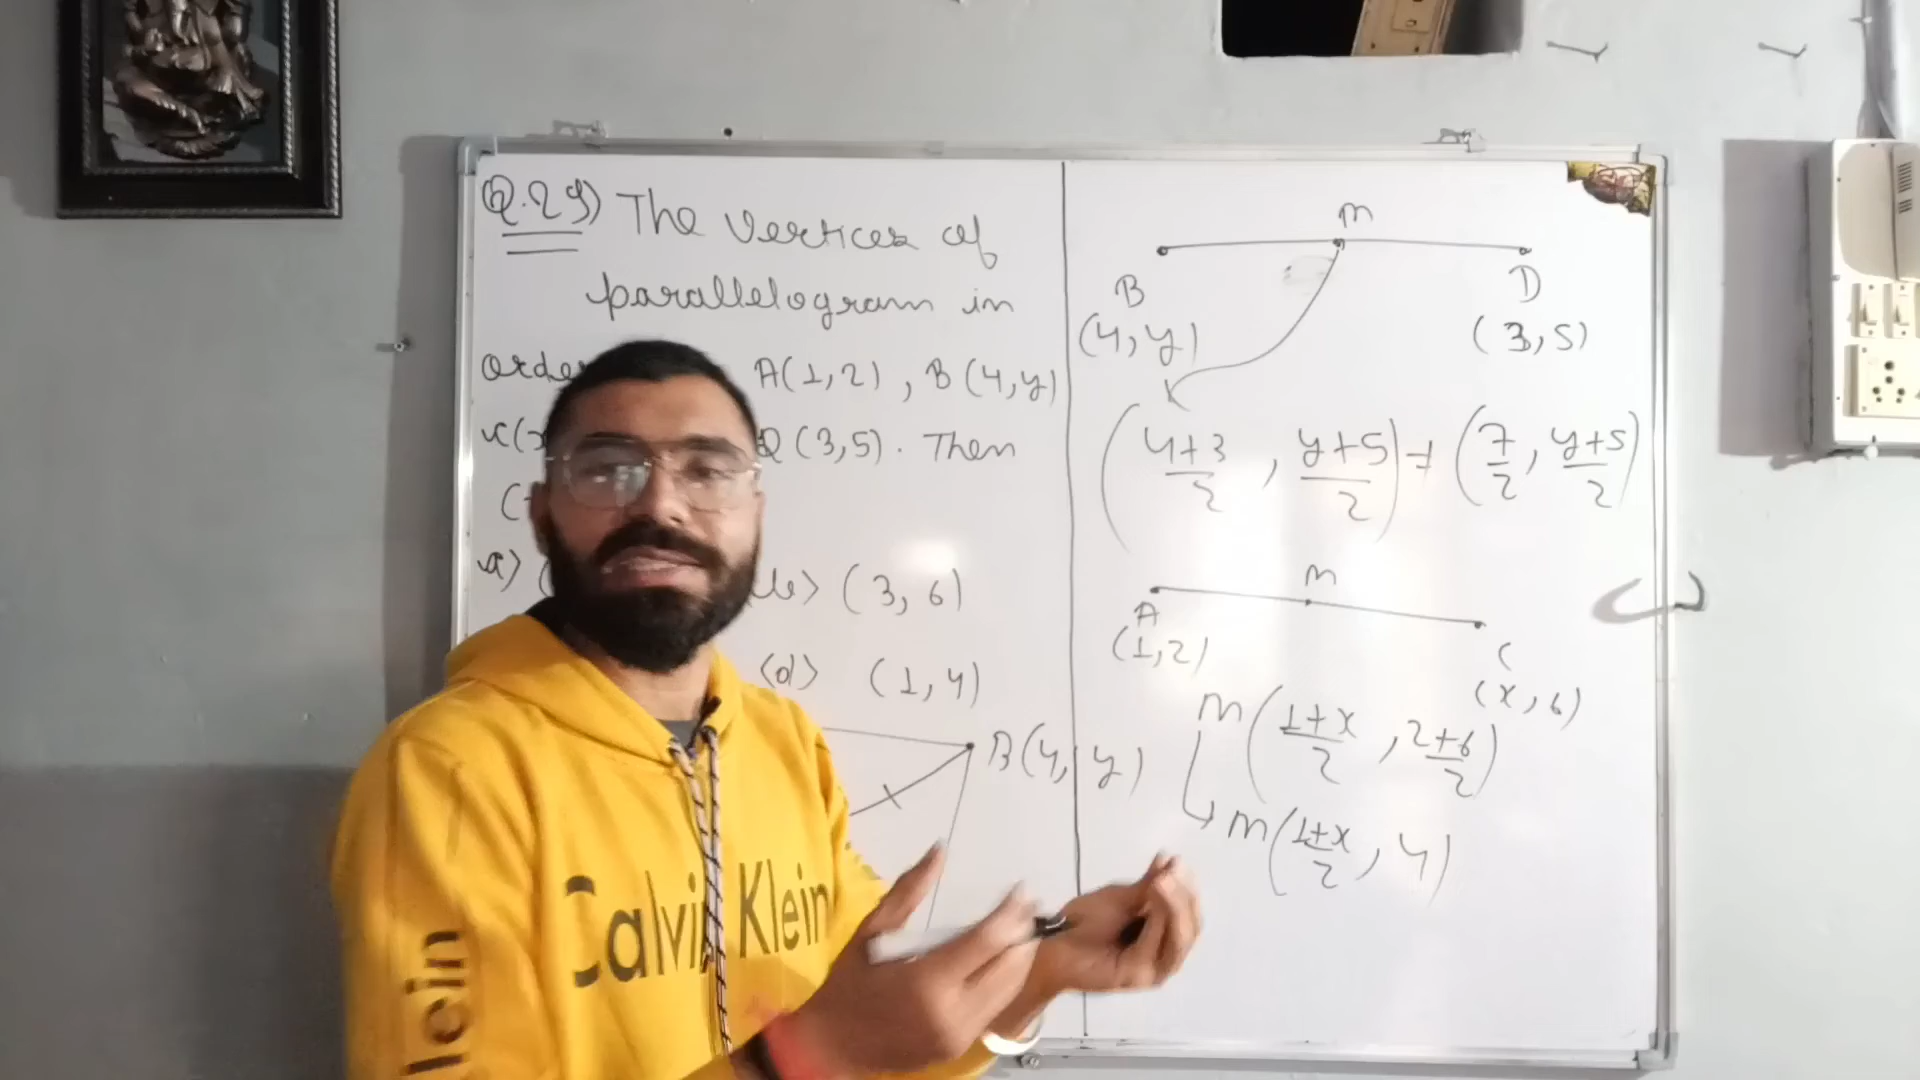 Q.29) The vertices of
parallelogram in
A(1,2), B(4,y)
Q(3,5). Then
a)
b) (3,6)
(d) (1,4)
B(4, y)
M
B
D
(4, y)
(3,5)
(4+3/2, y+5/2) = (7/2, y+5/2)
M
A
C
(1,2)
(x,6)
M(1+x/2, 2+6/2)
M(1+x/2, 4)
Calvin Klein
lein